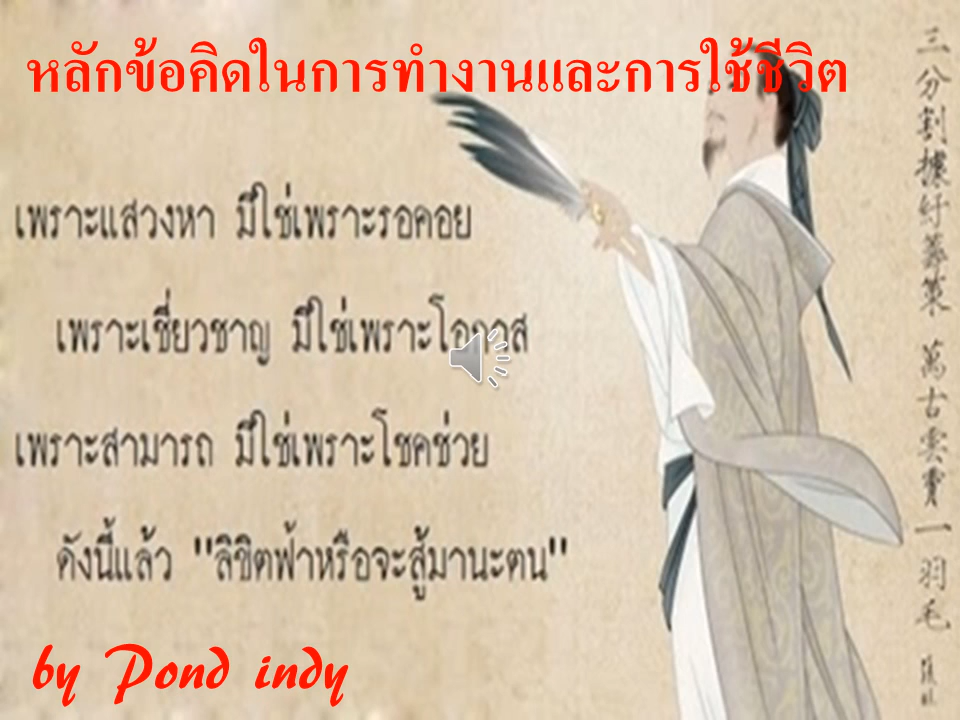 หลักข้อคิดในการทำงานและการใช้ชีวิต
เพราะแสวงหา มิใช่เพราะรอคอย
เพราะเชี่ยวชาญ มิใช่เพราะโอกาส
เพราะสามารถ มิใช่เพราะโชคช่วย
ดังนี้แล้ว "ลิขิตฟ้าหรือจะสู้มานะตน"
by Pond indy
三分割據紆籌策 萬古雲霄一羽毛